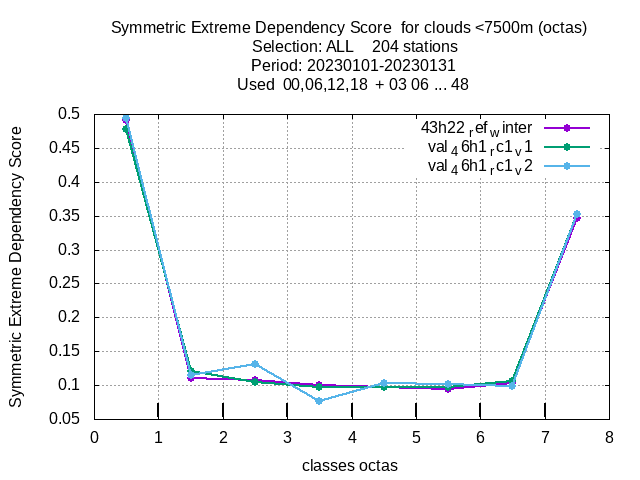 Symmetric Extreme Dependency Score  for clouds <7500m (octas)
Selection: ALL    204 stations
Period: 20230101-20230131
Used  00,06,12,18  + 03 06 ... 48
Symmetric Extreme Dependency Score
0.5
0.45
0.4
0.35
0.3
0.25
0.2
0.15
0.1
0.05
43h22 ref winter
val 4 6h1 r c1 v 1
val 4 6h1 r c1 v 2
0 1 2 3 4 5 6 7 8
classes octas